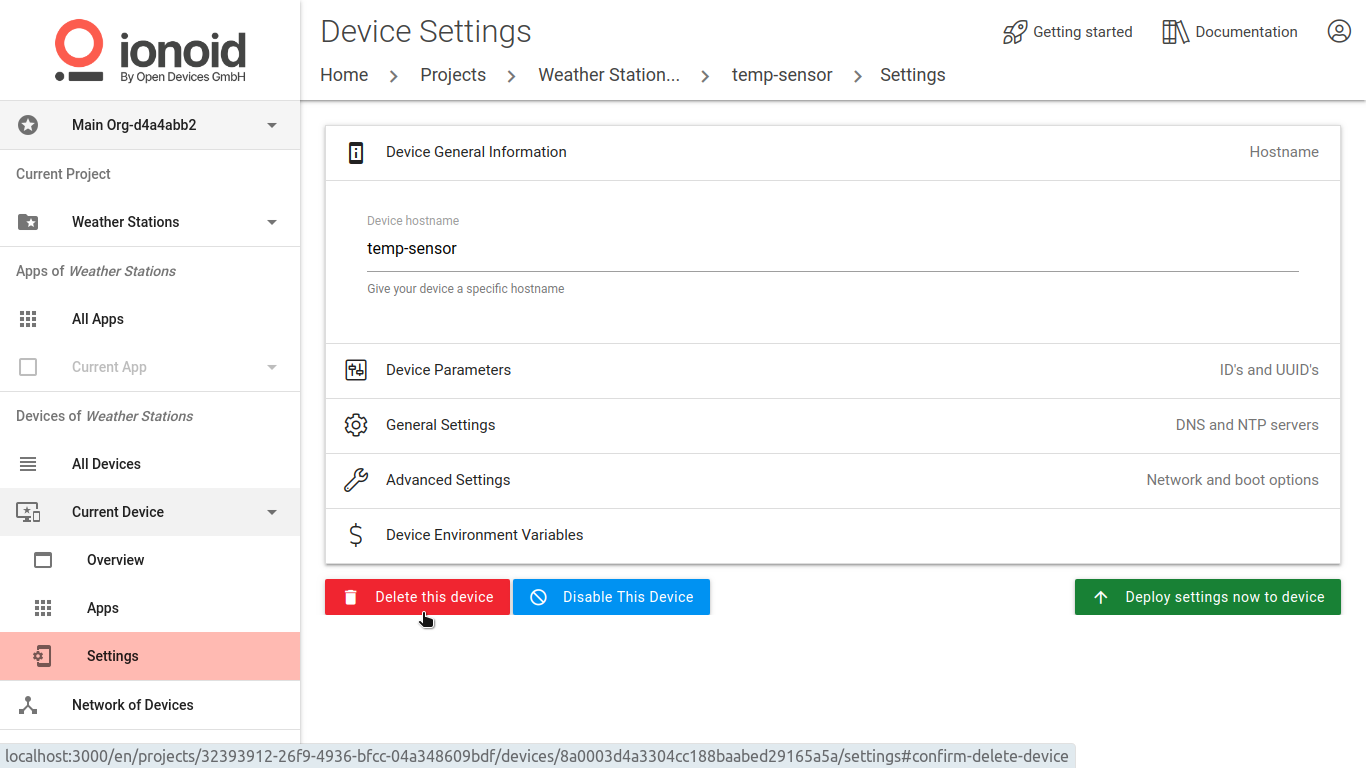 ionoid
By Open Devices GmbH
Main Org-d4a4abb2
Current Project
Weather Stations
Apps of Weather Stations
All Apps
Current App
Devices of Weather Stations
All Devices
Current Device
Overview
Apps
Settings
Network of Devices
Device Settings
Getting started
Documentation
Home
Projects
Weather Station...
temp-sensor
Settings
Device General Information
Hostname
Device hostname
temp-sensor
Give your device a specific hostname
Device Parameters
ID's and UUID's
General Settings
DNS and NTP servers
Advanced Settings
Network and boot options
Device Environment Variables
Delete this device
Disable This Device
Deploy settings now to device
localhost:3000/en/projects/32393912-26f9-4936-bfcc-04a348609bdf/devices/8a0003d4a3304cc188baabed29165a5a/settings#confirm-delete-device